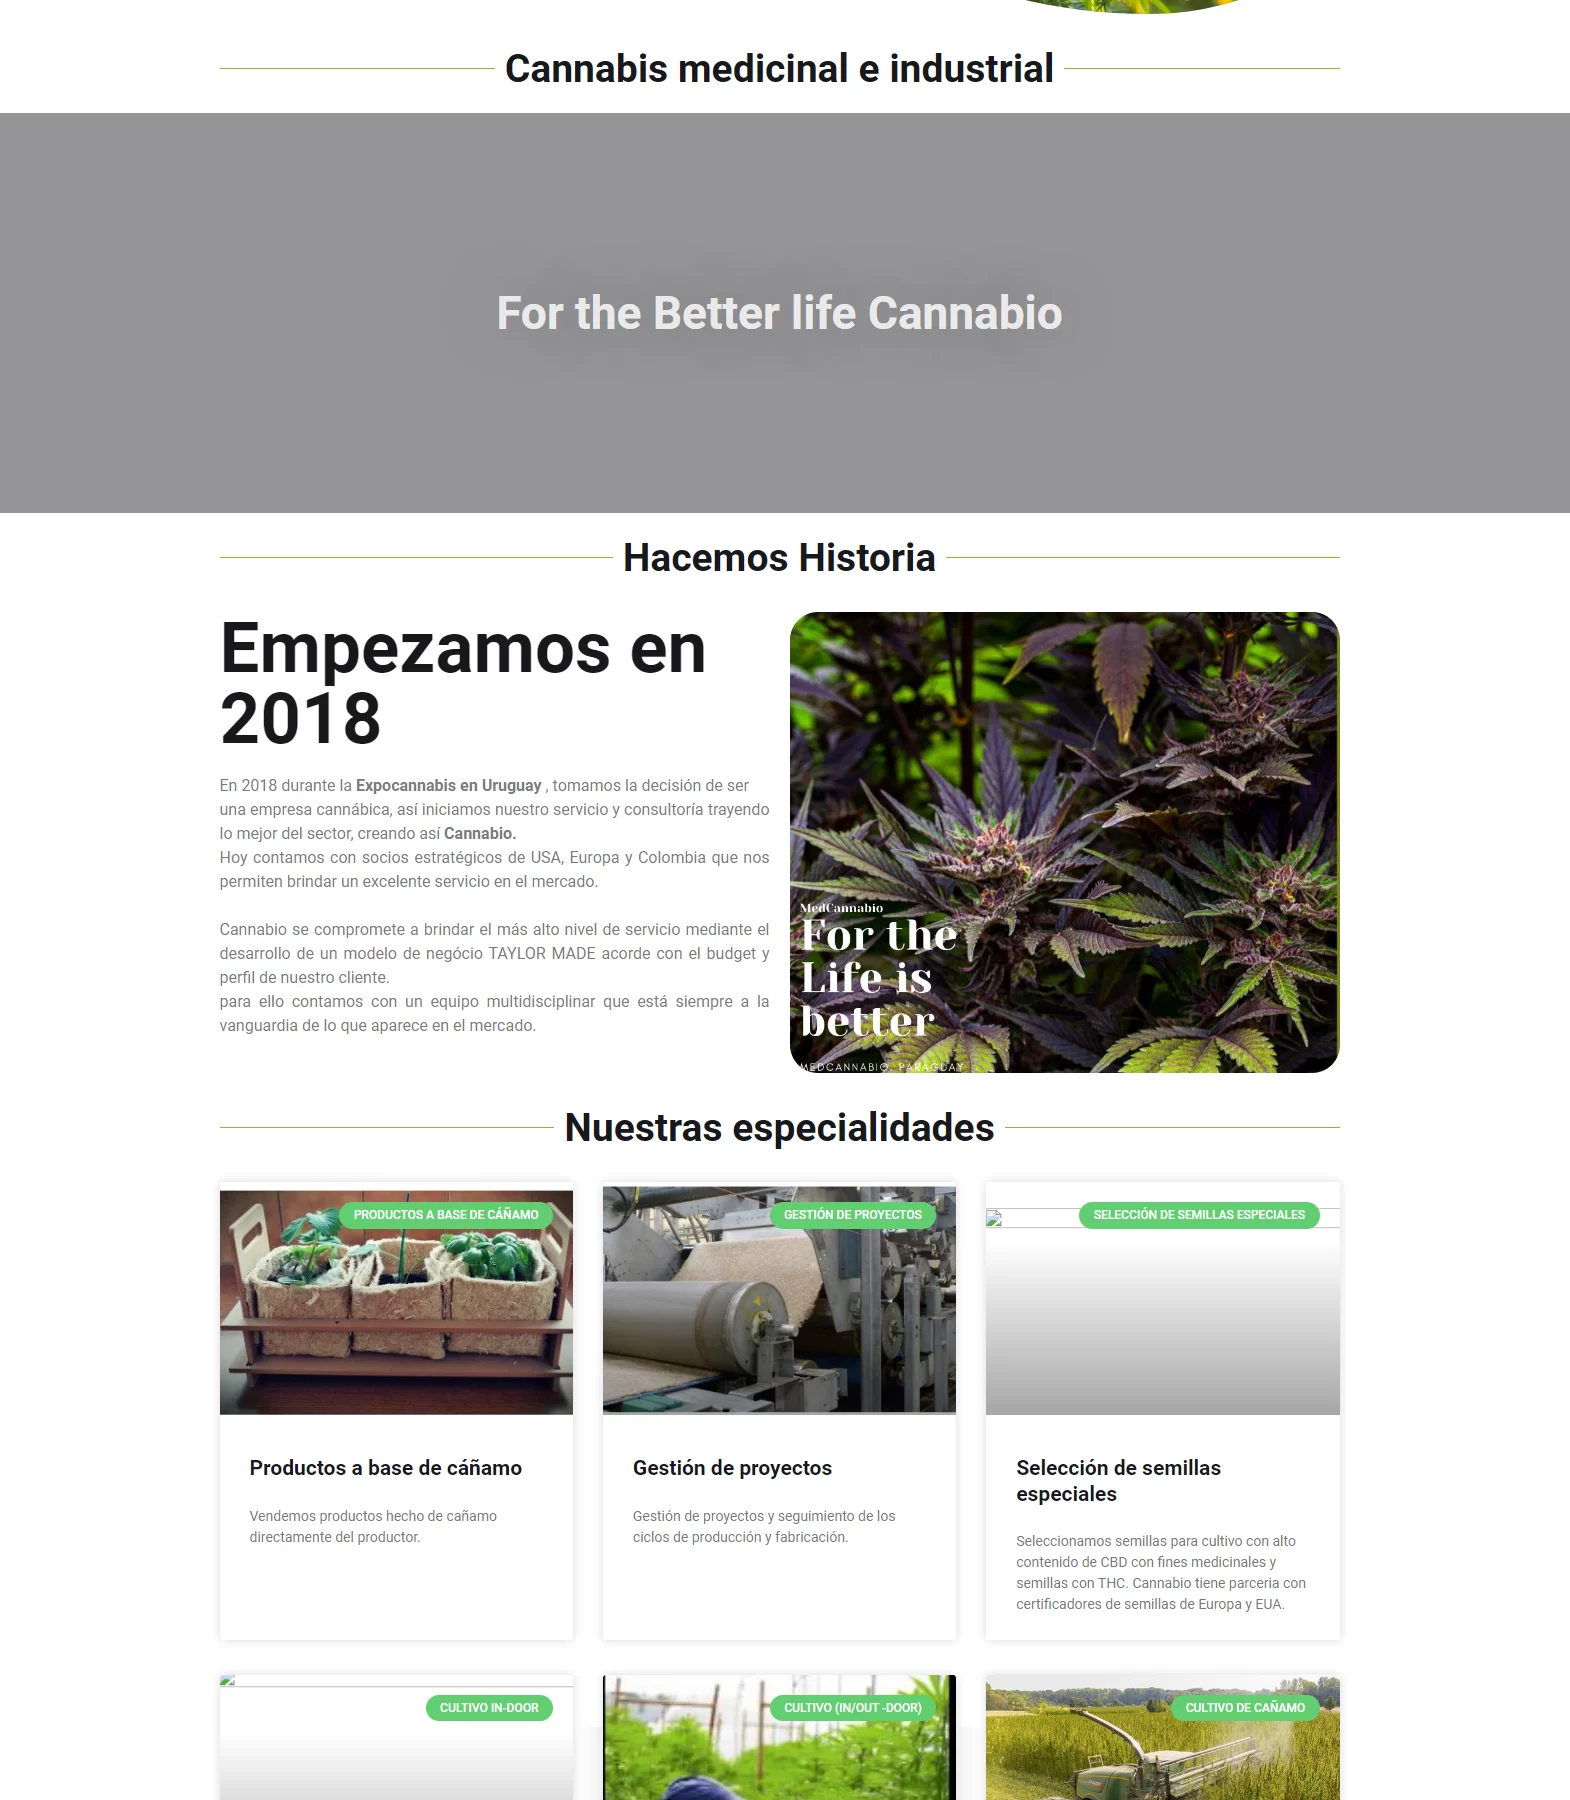 Cannabis medicinal e industrial
For the Better life Cannabio
Hacemos Historia
Empezamos en
2018
En 2018 durante la Expocannabis en Uruguay , tomamos la decisión de ser
una empresa cannábica, así iniciamos nuestro servicio y consultoría trayendo
lo mejor del sector, creando así Cannabio.
Hoy contamos con socios estratégicos de USA, Europa y Colombia que nos
permiten brindar un excelente servicio en el mercado.
Cannabio se compromete a brindar el más alto nivel de servicio mediante el
desarrollo de un modelo de negócio TAYLOR MADE acorde con el budget y
perfil de nuestro cliente.
para ello contamos con un equipo multidisciplinar que está siempre a la
vanguardia de lo que aparece en el mercado.
MedCannabio
For the
Life is
better
MEDCANNABIO, PARAGUAY
Nuestras especialidades
PRODUCTOS A BASE DE CÁÑAMO
Productos a base de cáñamo
Vendemos productos hecho de cañamo
directamente del productor.
GESTIÓN DE PROYECTOS
Gestión de proyectos
Gestión de proyectos y seguimiento de los
ciclos de producción y fabricación.
SELECCIÓN DE SEMILLAS ESPECIALES
Selección de semillas
especiales
Seleccionamos semillas para cultivo con alto
contenido de CBD con fines medicinales y
semillas con THC. Cannabio tiene parceria con
certificadores de semillas de Europa y EUA.
CULTIVO IN-DOOR
CULTIVO (IN/OUT -DOOR)
CULTIVO DE CAÑAMO